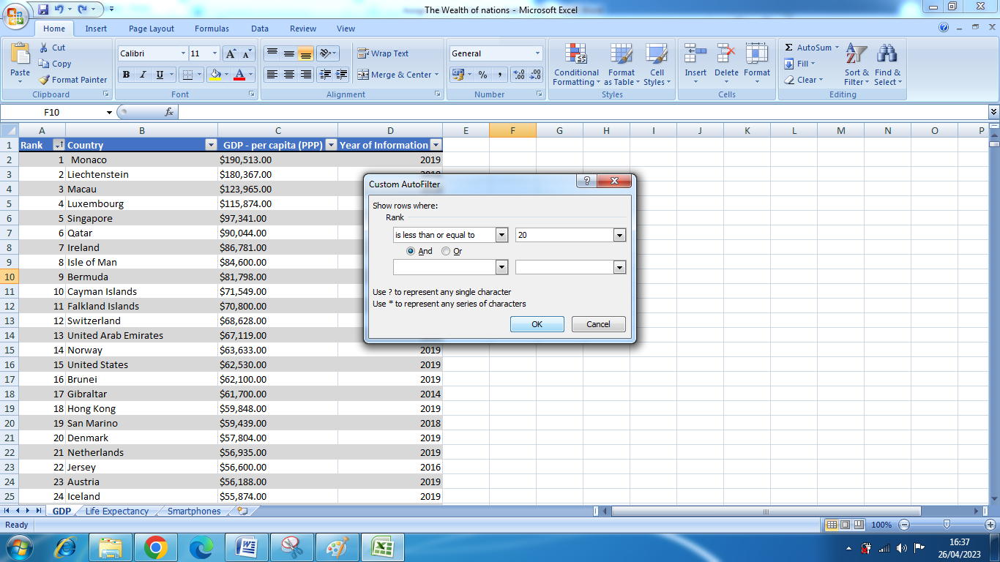 The Wealth of nations - Microsoft Excel
Home Insert Page Layout Formulas Data Review View
Paste
Cut
Copy
Format Painter
Clipboard
Calibri 11
B I U
A
Font
Wrap Text
Merge & Center
Alignment
General
% ,
Number
Conditional Formatting
Format as Table
Cell Styles
Styles
Insert Delete Format
Cells
Σ AutoSum
Fill
Clear
Sort & Filter
Find & Select
Editing
F10 fx
A B C D E F G H I J K L M N O P
1 Rank Country GDP - per capita (PPP) Year of Information
2 1 Monaco $190,513.00 2019
3 2 Liechtenstein $180,367.00
4 3 Macau $123,965.00
5 4 Luxembourg $115,874.00
6 5 Singapore $97,341.00
7 6 Qatar $90,044.00
8 7 Ireland $86,781.00
9 8 Isle of Man $84,600.00
10 9 Bermuda $81,798.00
11 10 Cayman Islands $71,549.00
12 11 Falkland Islands $70,800.00
13 12 Switzerland $68,628.00
14 13 United Arab Emirates $67,119.00
15 14 Norway $63,633.00 2019
16 15 United States $62,530.00 2019
17 16 Brunei $62,100.00 2019
18 17 Gibraltar $61,700.00 2014
19 18 Hong Kong $59,848.00 2019
20 19 San Marino $59,439.00 2018
21 20 Denmark $57,804.00 2019
22 21 Netherlands $56,935.00 2019
23 22 Jersey $56,600.00 2016
24 23 Austria $56,188.00 2019
25 24 Iceland $55,874.00 2019
Custom AutoFilter
Show rows where:
Rank
is less than or equal to 20
And Or
Use ? to represent any single character
Use * to represent any series of characters
OK Cancel
GDP Life Expectancy Smartphones
Ready 100%
16:37
26/04/2023